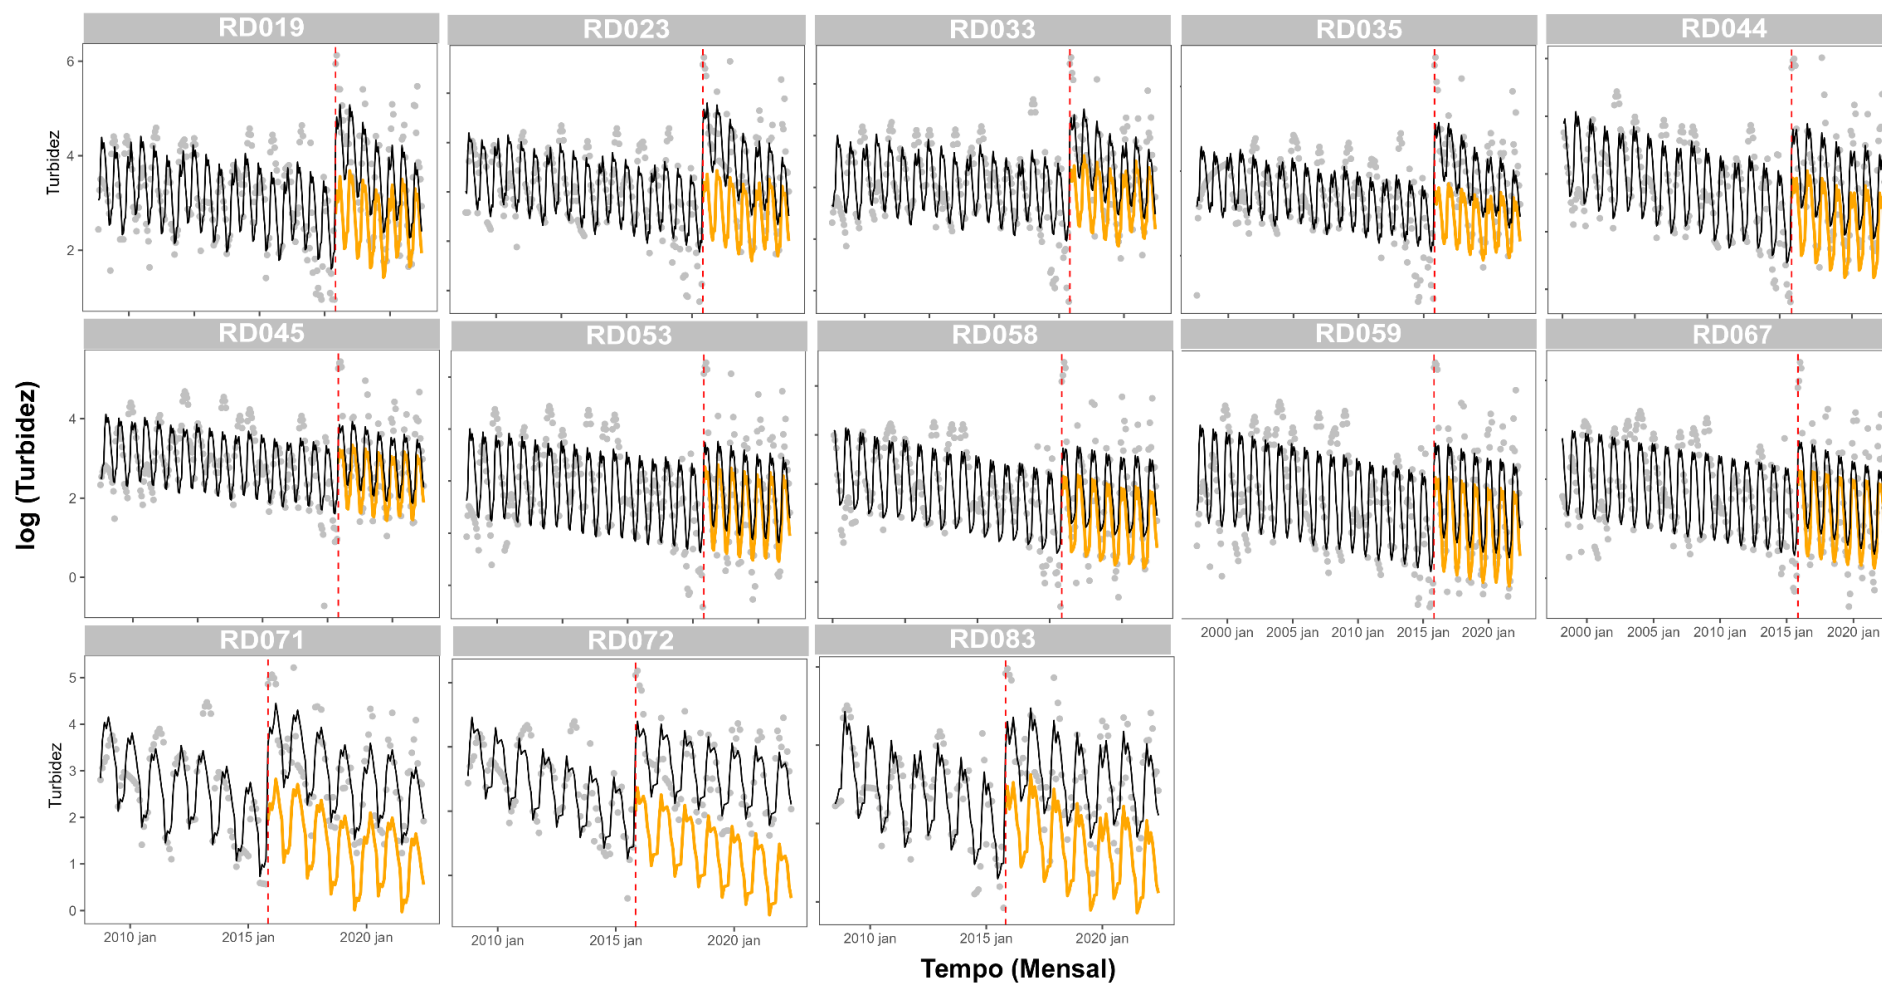 RD019 RD023 RD033 RD035 RD044
6
4
2
Turbidez
RD045 RD053 RD058 RD059 RD067
4
2
0
log (Turbidez)
2000 jan 2005 jan 2010 jan 2015 jan 2020 jan 2000 jan 2005 jan 2010 jan 2015 jan 2020 jan
RD071 RD072 RD083
5
4
3
2
1
0
Turbidez
2010 jan 2015 jan 2020 jan 2010 jan 2015 jan 2020 jan 2010 jan 2015 jan 2020 jan
Tempo (Mensal)